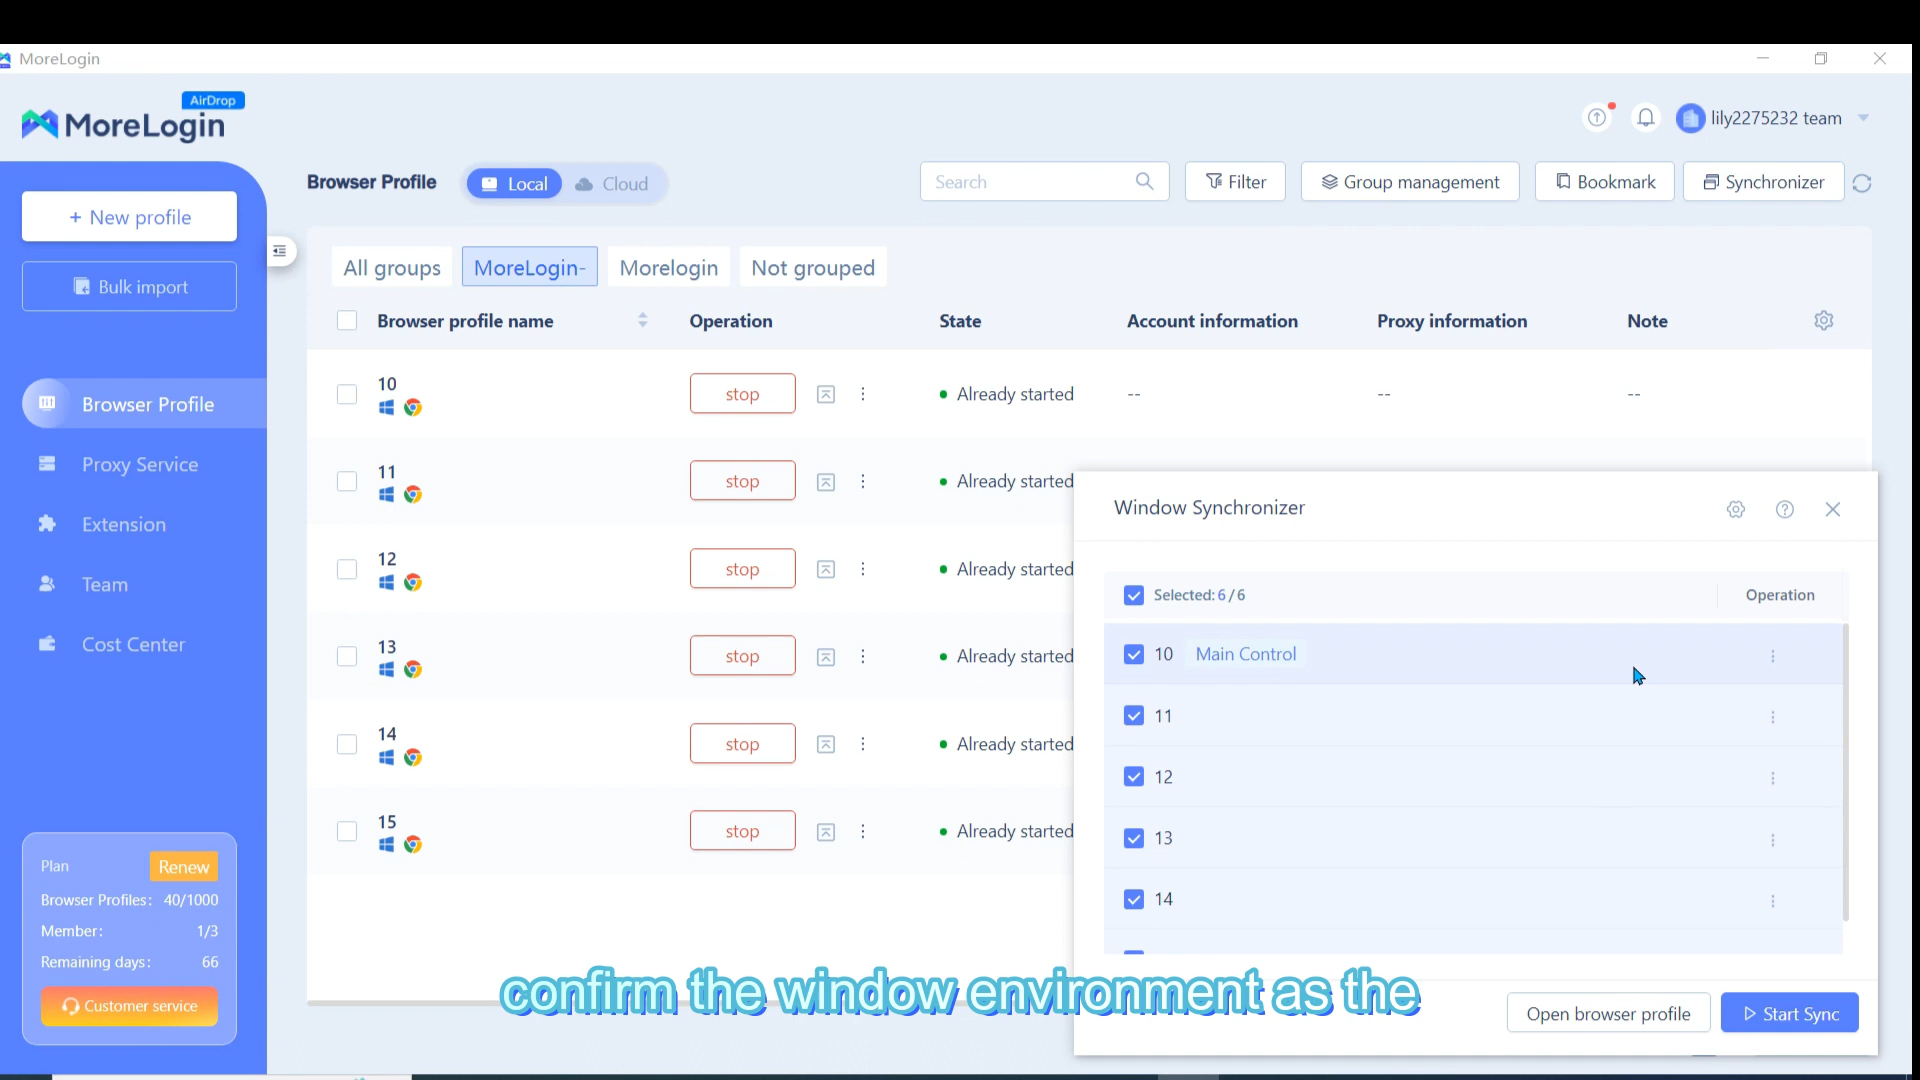 MoreLogin
AirDrop
MoreLogin
lily2275232 team
Browser Profile
Local
Cloud
Search
Filter
Group management
Bookmark
Synchronizer
+ New profile
Bulk import
Browser Profile
Proxy Service
Extension
Team
Cost Center
Plan
Renew
Browser Profiles: 40/1000
Member: 1/3
Remaining days: 66
Customer service
All groups
MoreLogin-
Morelogin
Not grouped
Browser profile name
Operation
State
Account information
Proxy information
Note
10
stop
Already started
--
--
--
11
stop
Already started
12
stop
Already started
13
stop
Already started
14
stop
Already started
15
stop
Already started
Window Synchronizer
Selected: 6/6
Operation
10
Main Control
11
12
13
14
Open browser profile
Start Sync
confirm the window environment as the